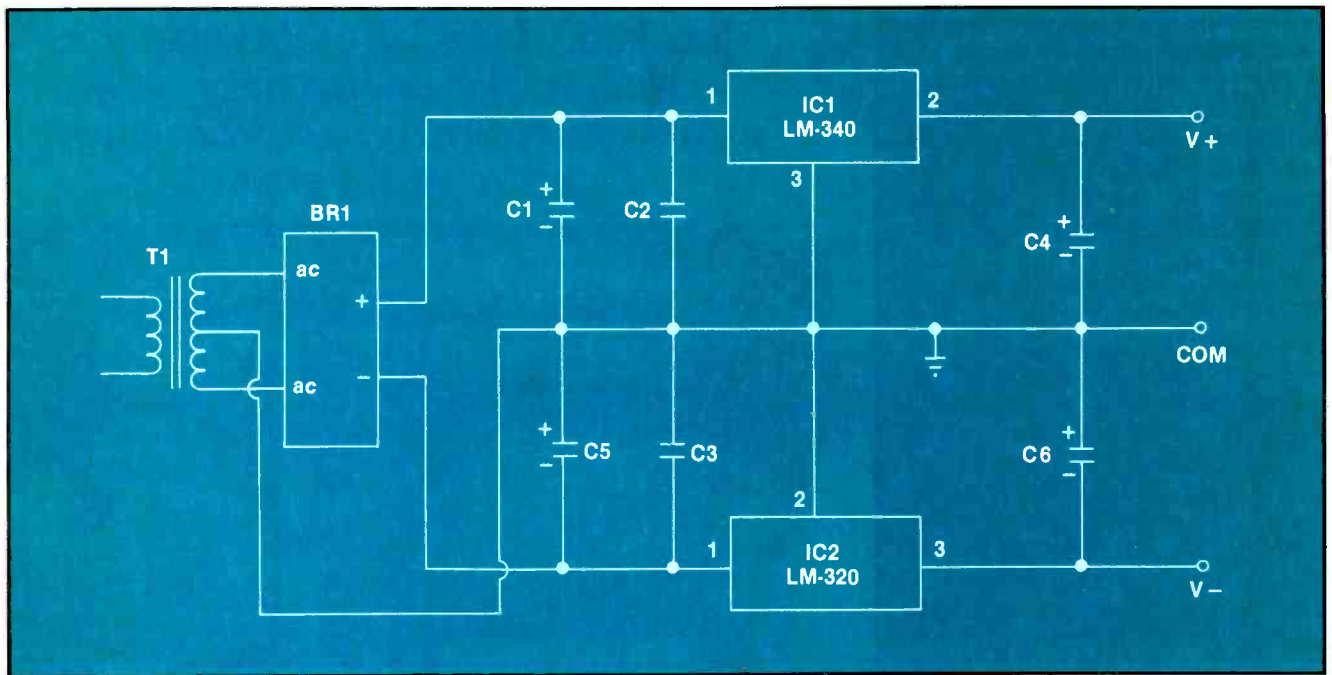 1
IC1
LM-340
2
V+
3
BR1
+
C1
-
C2
+
C4
-
T1
ac
+
-
ac
COM
+
C5
-
C3
+
C6
-
2
1
IC2
LM-320
3
V-